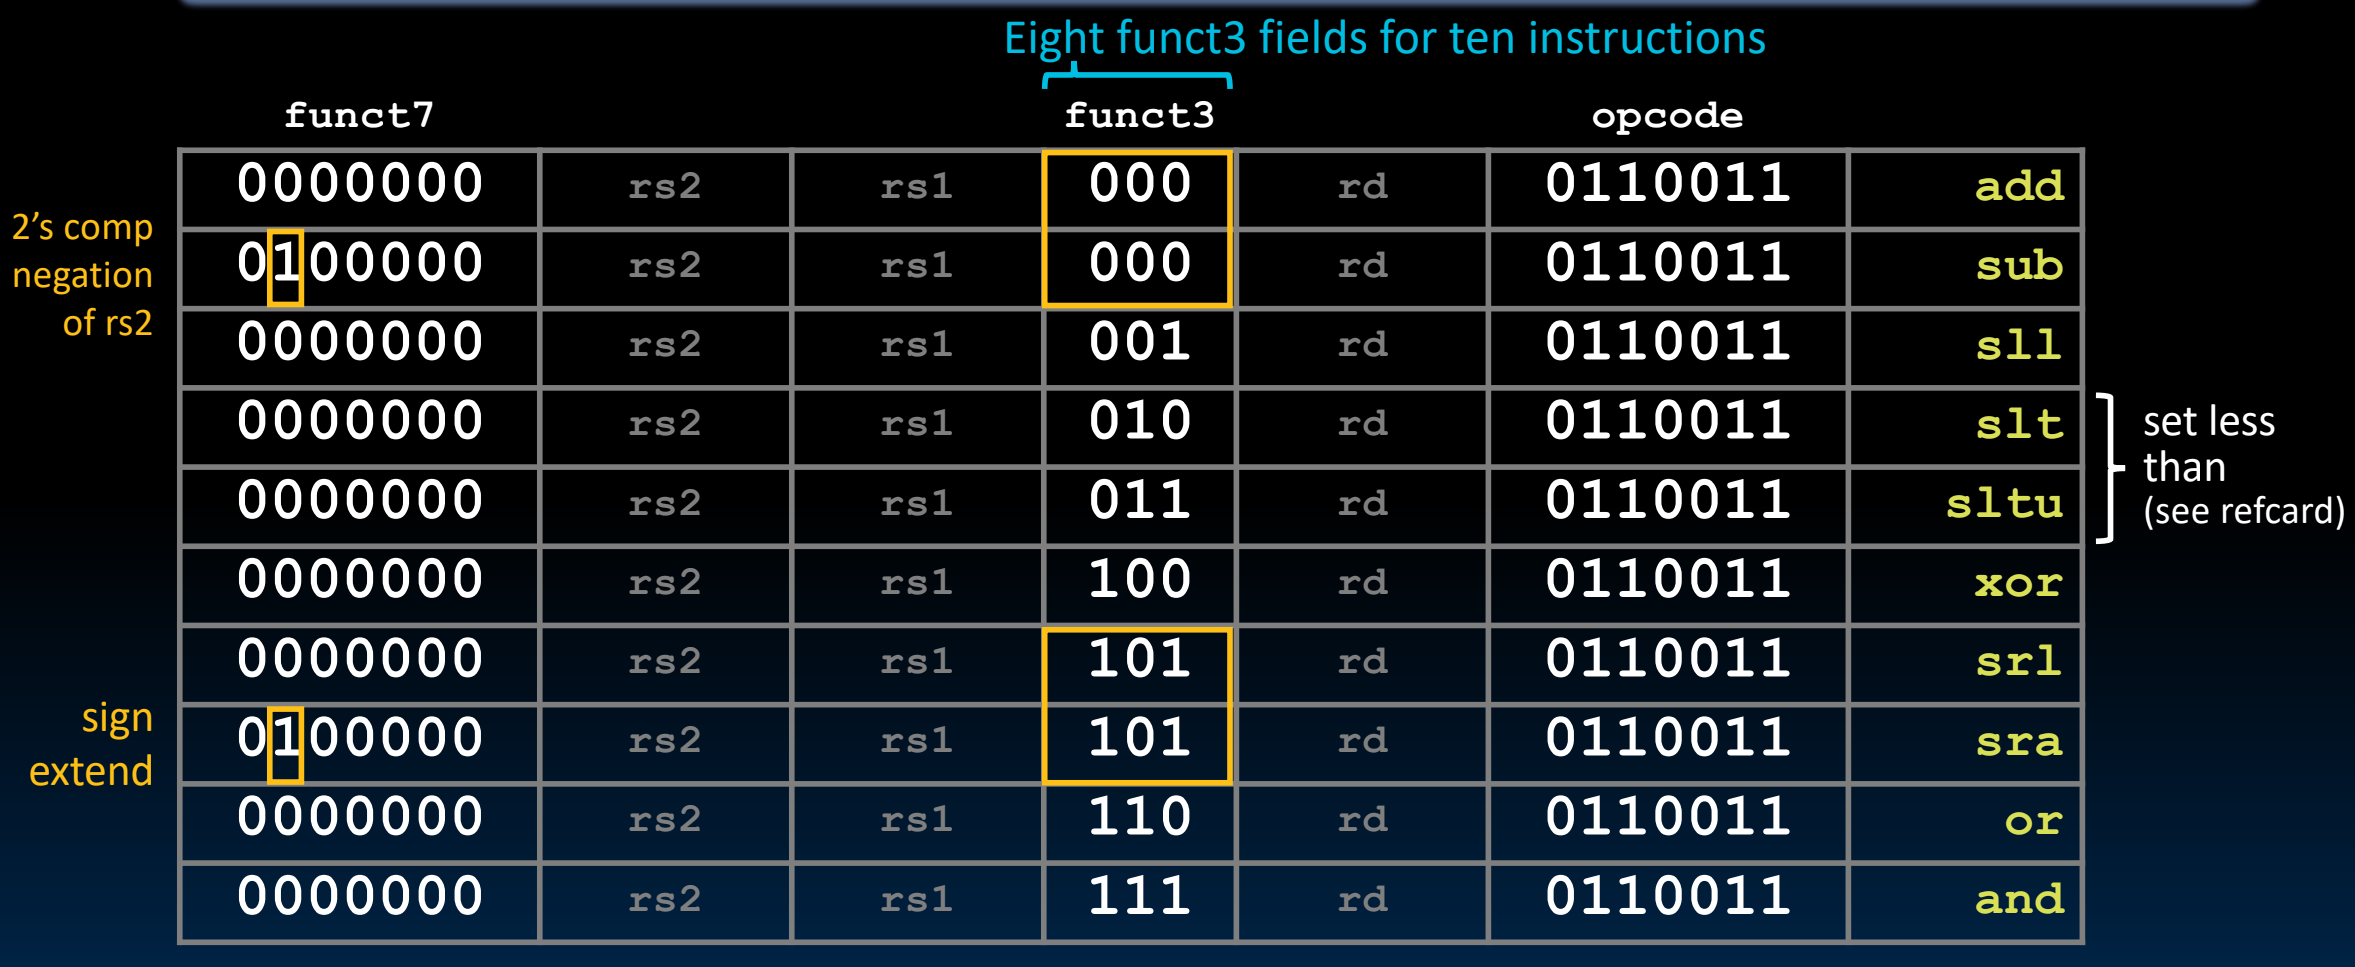 Eight funct3 fields for ten instructions
funct7 funct3 opcode
0000000 rs2 rs1 000 rd 0110011 add
0100000 rs2 rs1 000 rd 0110011 sub
0000000 rs2 rs1 001 rd 0110011 sll
0000000 rs2 rs1 010 rd 0110011 slt
0000000 rs2 rs1 011 rd 0110011 sltu
0000000 rs2 rs1 100 rd 0110011 xor
0000000 rs2 rs1 101 rd 0110011 srl
0100000 rs2 rs1 101 rd 0110011 sra
0000000 rs2 rs1 110 rd 0110011 or
0000000 rs2 rs1 111 rd 0110011 and
2’s comp
negation
of rs2
sign
extend
set less
than
(see refcard)